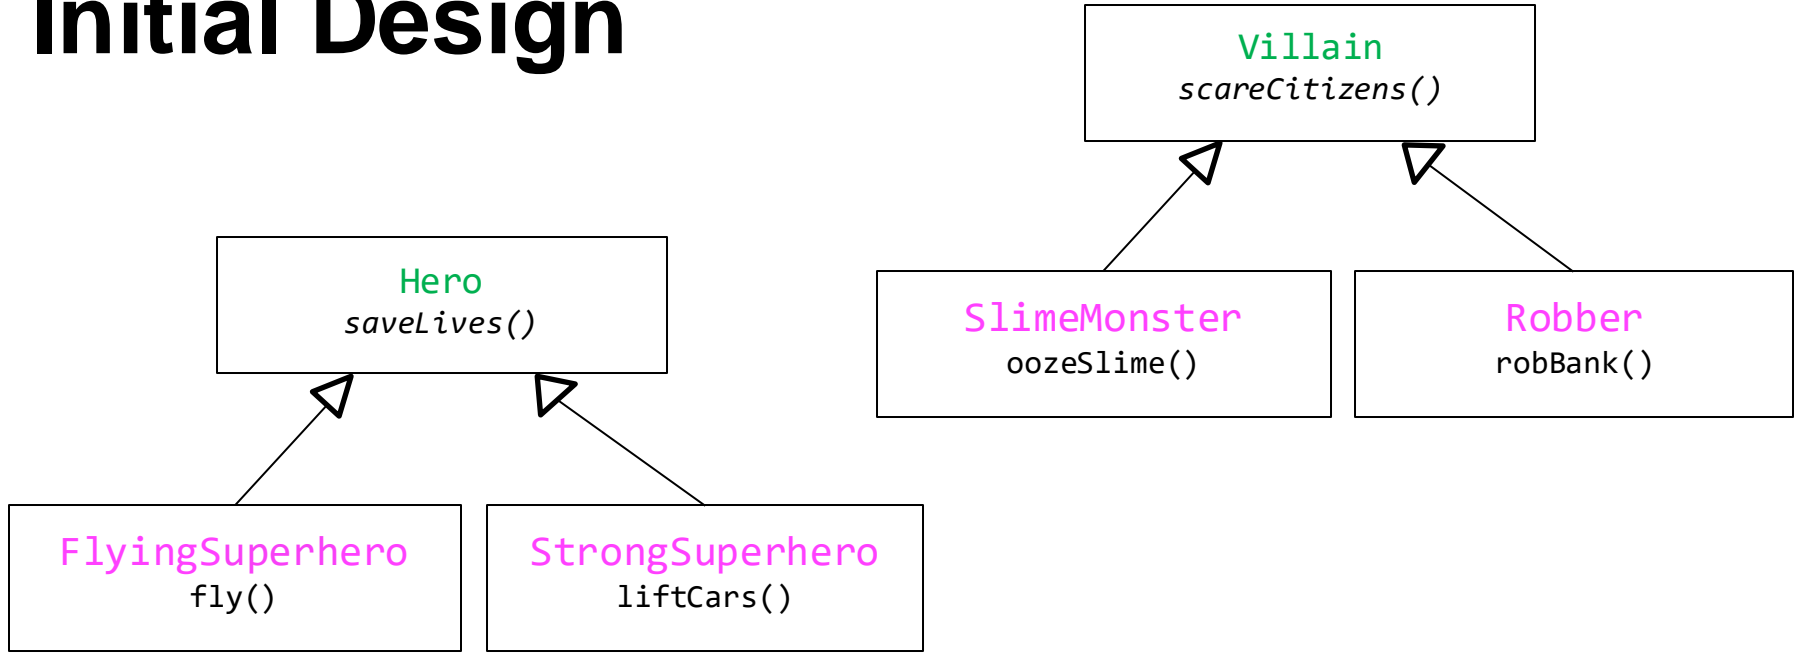 Initial Design
Villain
scareCitizens()
Hero
saveLives()
SlimeMonster
oozeSlime()
Robber
robBank()
FlyingSuperhero
fly()
StrongSuperhero
liftCars()